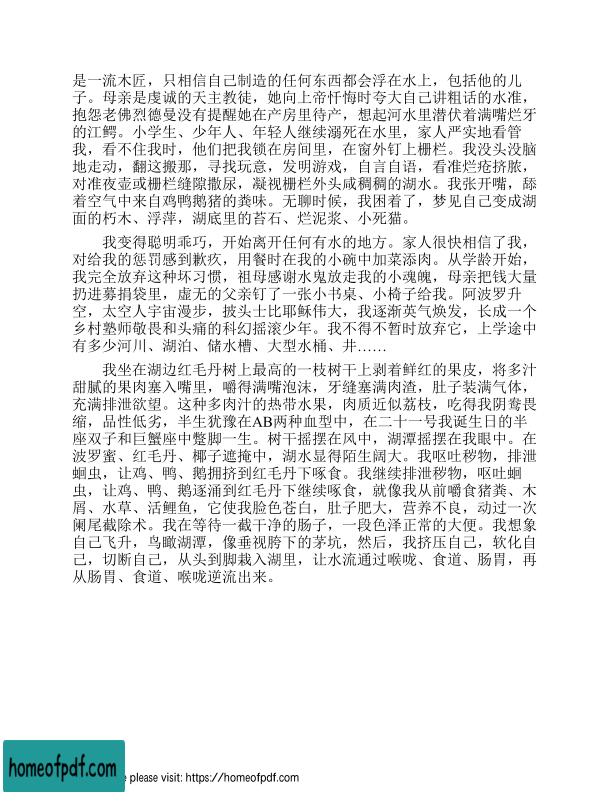 是一流木匠，只相信自己制造的任何东西都会浮在水上，包括他的儿
子。母亲是虔诚的天主教徒，她向上帝忏悔时夸大自己讲粗话的水准，
抱怨老佛烈德曼没有提醒她在产房里待产，想起河水里潜伏着满嘴烂牙
的江鳄。小学生、少年人、年轻人继续溺死在水里，家人严实地看管
我，看不住我时，他们把我锁在房间里，在窗外钉上栅栏。我没头没脑
地走动，翻这搬那，寻找玩意，发明游戏，自言自语，看准烂疮挤脓，
对准夜壶或栅栏缝隙撒尿，凝视栅栏外头咸稠稠的湖水。我张开嘴，舔
着空气中来自鸡鸭鹅猪的粪味。无聊时候，我困着了，梦见自己变成湖
面的朽木、浮萍，湖底里的苔石、烂泥浆、小死猫。
我变得聪明乖巧，开始离开任何有水的地方。家人很快相信了我，
对给我的惩罚感到歉疚，用餐时在我的小碗中加菜添肉。从学龄开始，
我完全放弃这种坏习惯，祖母感谢水鬼放走我的小魂魄，母亲把钱大量
扔进募捐袋里，虚无的父亲钉了一张小书桌、小椅子给我。阿波罗升
空，太空人宇宙漫步，披头士比耶稣伟大，我逐渐英气焕发，长成一个
乡村塾师敬畏和头痛的科幻摇滚少年。我不得不暂时放弃它，上学途中
有多少河川、湖泊、储水槽、大型水桶、井……
我坐在湖边红毛丹树上最高的一枝树干上剥着鲜红的果皮，将多汁
甜腻的果肉塞入嘴里，嚼得满嘴泡沫，牙缝塞满肉渣，肚子装满气体，
充满排泄欲望。这种多肉汁的热带水果，肉质近似荔枝，吃得我阴鸷畏
缩，品性低劣，半生犹豫在AB两种血型中，在二十一号我诞生日的半
座双子和巨蟹座中蹩脚一生。树干摇摆在风中，湖潭摇摆在我眼中。在
波罗蜜、红毛丹、椰子遮掩中，湖水显得陌生阔大。我呕吐秽物，排泄
蛔虫，让鸡、鸭、鹅拥挤到红毛丹下啄食。我继续排泄秽物，呕吐蛔
虫，让鸡、鸭、鹅逐涌到红毛丹下继续啄食，就像我从前嚼食猪粪、木
屑、水草、活鲤鱼，它使我脸色苍白，肚子肥大，营养不良，动过一次
阑尾截除术。我在等待一截干净的肠子，一段色泽正常的大便。我想象
自己飞升，鸟瞰湖潭，像垂视胯下的茅坑，然后，我挤压自己，软化自
己，切断自己，从头到脚栽入湖里，让水流通过喉咙、食道、肠胃，再
从肠胃、食道、喉咙逆流出来。
homeofpdf.com
e please visit: https://homeofpdf.com